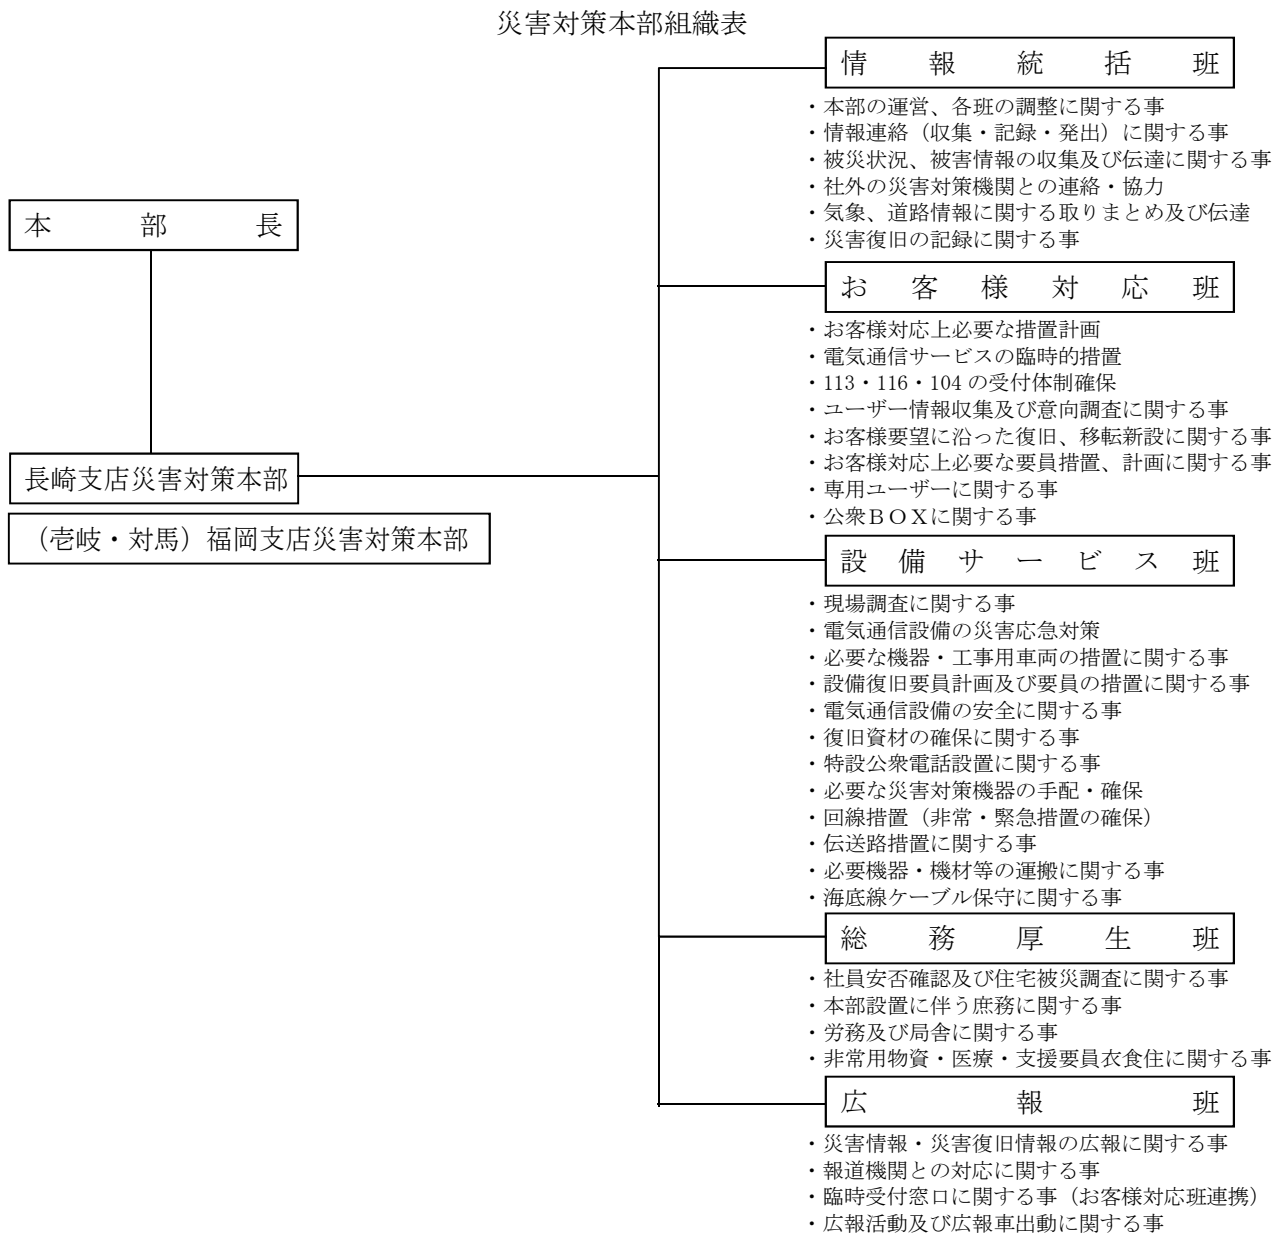 災害対策本部組織表
本部長
長崎支店災害対策本部
（壱岐・対馬）福岡支店災害対策本部
情報統括班
・本部の運営、各班の調整に関する事
・情報連絡（収集・記録・発出）に関する事
・被災状況、被害情報の収集及び伝達に関する事
・社外の災害対策機関との連絡・協力
・気象、道路情報に関する取りまとめ及び伝達
・災害復旧の記録に関する事
お客様対応班
・お客様対応上必要な措置計画
・電気通信サービスの臨時的措置
・113・116・104 の受付体制確保
・ユーザー情報収集及び意向調査に関する事
・お客様要望に沿った復旧、移転新設に関する事
・お客様対応上必要な要員措置、計画に関する事
・専用ユーザーに関する事
・公衆ＢＯＸに関する事
設備サービス班
・現場調査に関する事
・電気通信設備の災害応急対策
・必要な機器・工事用車両の措置に関する事
・設備復旧要員計画及び要員の措置に関する事
・電気通信設備の安全に関する事
・復旧資材の確保に関する事
・特設公衆電話設置に関する事
・必要な災害対策機器の手配・確保
・回線措置（非常・緊急措置の確保）
・伝送路措置に関する事
・必要機器・機材等の運搬に関する事
・海底線ケーブル保守に関する事
総務厚生班
・社員安否確認及び住宅被災調査に関する事
・本部設置に伴う庶務に関する事
・労務及び局舎に関する事
・非常用物資・医療・支援要員衣食住に関する事
広報班
・災害情報・災害復旧情報の広報に関する事
・報道機関との対応に関する事
・臨時受付窓口に関する事（お客様対応班連携）
・広報活動及び広報車出動に関する事